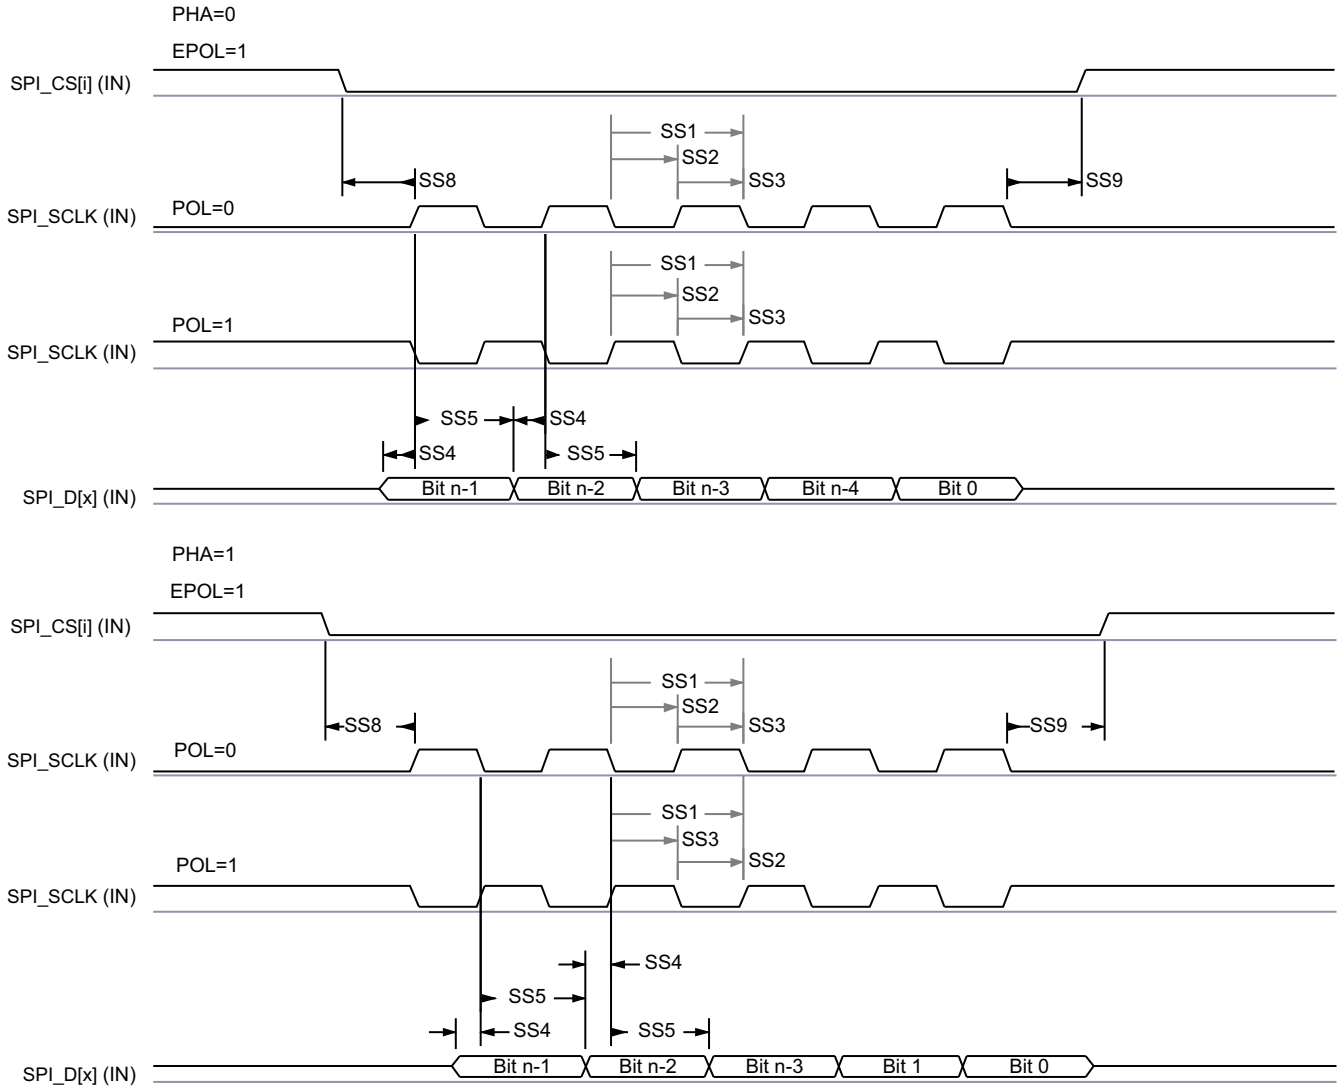 PHA=0
EPOL=1
SPI_CS[i] (IN)
SS1
SS2
SS8
SS3
SS9
POL=0
SPI_SCLK (IN)
SS1
SS2
SS3
POL=1
SPI_SCLK (IN)
SS5
SS4
SS4
SS5
SPI_D[x] (IN)
Bit n-1
Bit n-2
Bit n-3
Bit n-4
Bit 0
PHA=1
EPOL=1
SPI_CS[i] (IN)
SS1
SS2
SS8
SS3
SS9
POL=0
SPI_SCLK (IN)
SS1
SS3
SS2
POL=1
SPI_SCLK (IN)
SS4
SS5
SS4
SS5
SPI_D[x] (IN)
Bit n-1
Bit n-2
Bit n-3
Bit 1
Bit 0